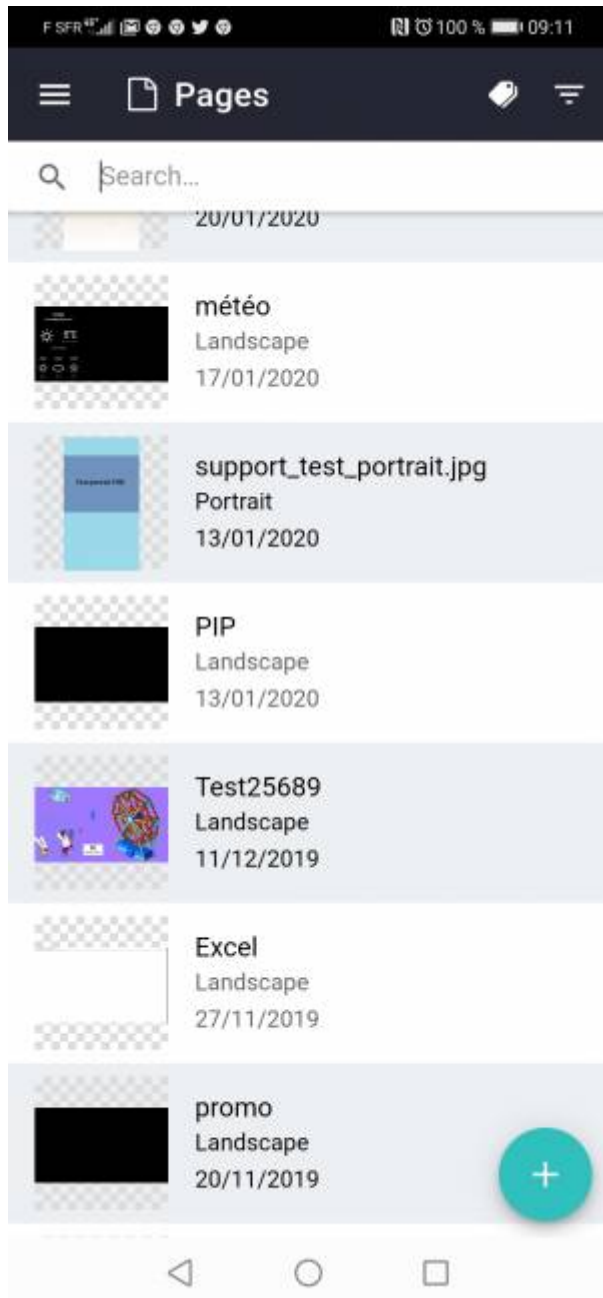 F SFR 100 % 09:11
Pages
Search...
20/01/2020
météo
Landscape
17/01/2020
support_test_portrait.jpg
Portrait
13/01/2020
PIP
Landscape
13/01/2020
Test25689
Landscape
11/12/2019
Excel
Landscape
27/11/2019
promo
Landscape
20/11/2019